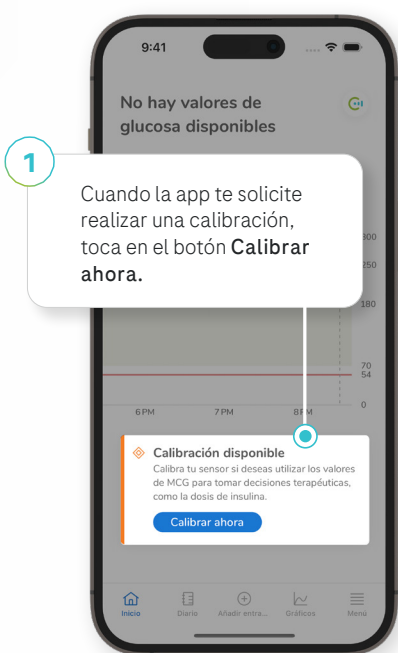 9:41
No hay valores de
glucosa disponibles
1
Cuando la app te solicite
realizar una calibración,
toca en el botón Calibrar
ahora.
300
250
180
70
54
0
6 PM 7 PM 8 PM
Calibración disponible
Calibra tu sensor si deseas utilizar los valores
de MCG para tomar decisiones terapéuticas,
como la dosis de insulina.
Calibrar ahora
Inicio Diario Añadir entra... Gráficos Menú